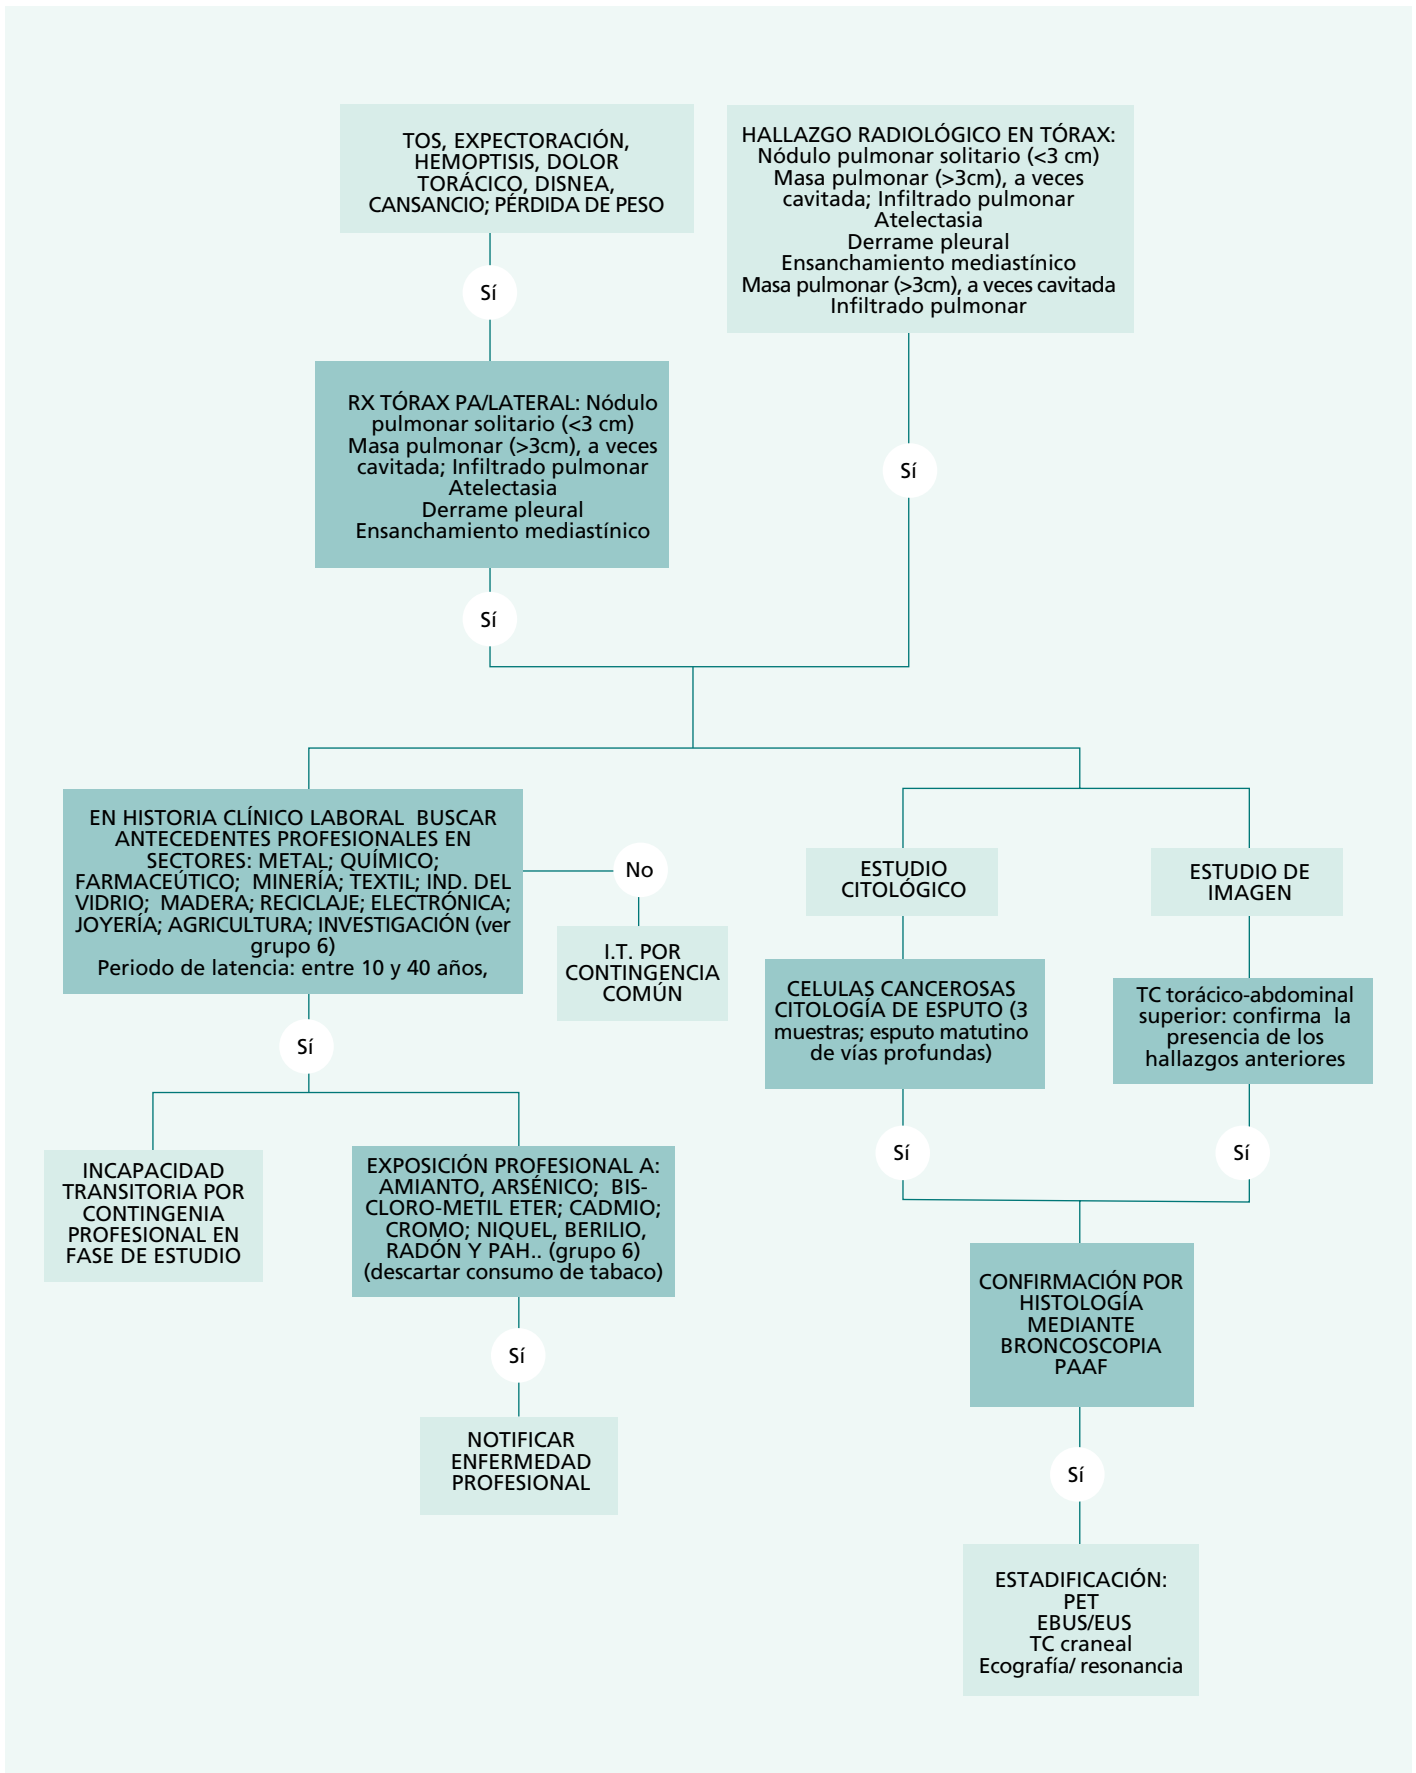 TOS, EXPECTORACIÓN,
HEMOPTISIS, DOLOR
TORÁCICO, DISNEA,
CANSANCIO; PÉRDIDA DE PESO
HALLAZGO RADIOLÓGICO EN TÓRAX:
Nódulo pulmonar solitario (<3 cm)
Masa pulmonar (>3cm), a veces
cavitada; Infiltrado pulmonar
Atelectasia
Derrame pleural
Ensanchamiento mediastínico
Masa pulmonar (>3cm), a veces cavitada
Infiltrado pulmonar
Sí
RX TÓRAX PA/LATERAL: Nódulo
pulmonar solitario (<3 cm)
Masa pulmonar (>3cm), a veces
cavitada; Infiltrado pulmonar
Atelectasia
Derrame pleural
Ensanchamiento mediastínico
Sí
Sí
EN HISTORIA CLÍNICO LABORAL  BUSCAR
ANTECEDENTES PROFESIONALES EN
SECTORES: METAL; QUÍMICO;
FARMACEÚTICO;  MINERÍA; TEXTIL; IND. DEL
VIDRIO;  MADERA; RECICLAJE; ELECTRÓNICA;
JOYERÍA; AGRICULTURA; INVESTIGACIÓN (ver
grupo 6)
Periodo de latencia: entre 10 y 40 años,
No
I.T. POR
CONTINGENCIA
COMÚN
ESTUDIO
CITOLÓGICO
ESTUDIO DE
IMAGEN
CELULAS CANCEROSAS
CITOLOGÍA DE ESPUTO (3
muestras; esputo matutino
de vías profundas)
TC torácico-abdominal
superior: confirma  la
presencia de los
hallazgos anteriores
Sí
Sí
Sí
INCAPACIDAD
TRANSITORIA POR
CONTINGENIA
PROFESIONAL EN
FASE DE ESTUDIO
EXPOSICIÓN PROFESIONAL A:
AMIANTO, ARSÉNICO;  BIS-
CLORO-METIL ETER; CADMIO;
CROMO; NIQUEL, BERILIO,
RADÓN Y PAH.. (grupo 6)
(descartar consumo de tabaco)
CONFIRMACIÓN POR
HISTOLOGÍA
MEDIANTE
BRONCOSCOPIA
PAAF
Sí
NOTIFICAR
ENFERMEDAD
PROFESIONAL
Sí
ESTADIFICACIÓN:
PET
EBUS/EUS
TC craneal
Ecografía/ resonancia